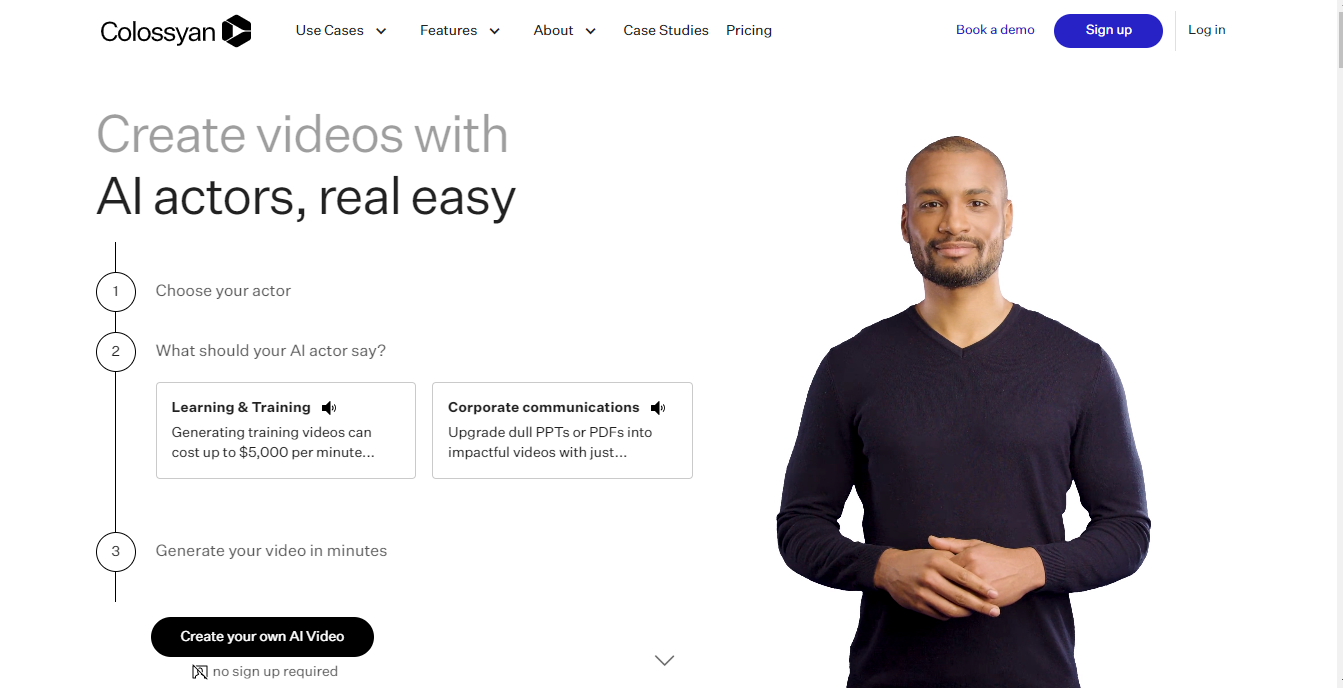 Colossyan
Use Cases
Features
About
Case Studies
Pricing
Book a demo
Sign up
Log in
Create videos with
AI actors, real easy
1
Choose your actor
2
What should your AI actor say?
Learning & Training
Generating training videos can
cost up to $5,000 per minute...
Corporate communications
Upgrade dull PPTs or PDFs into
impactful videos with just...
3
Generate your video in minutes
Create your own AI Video
no sign up required